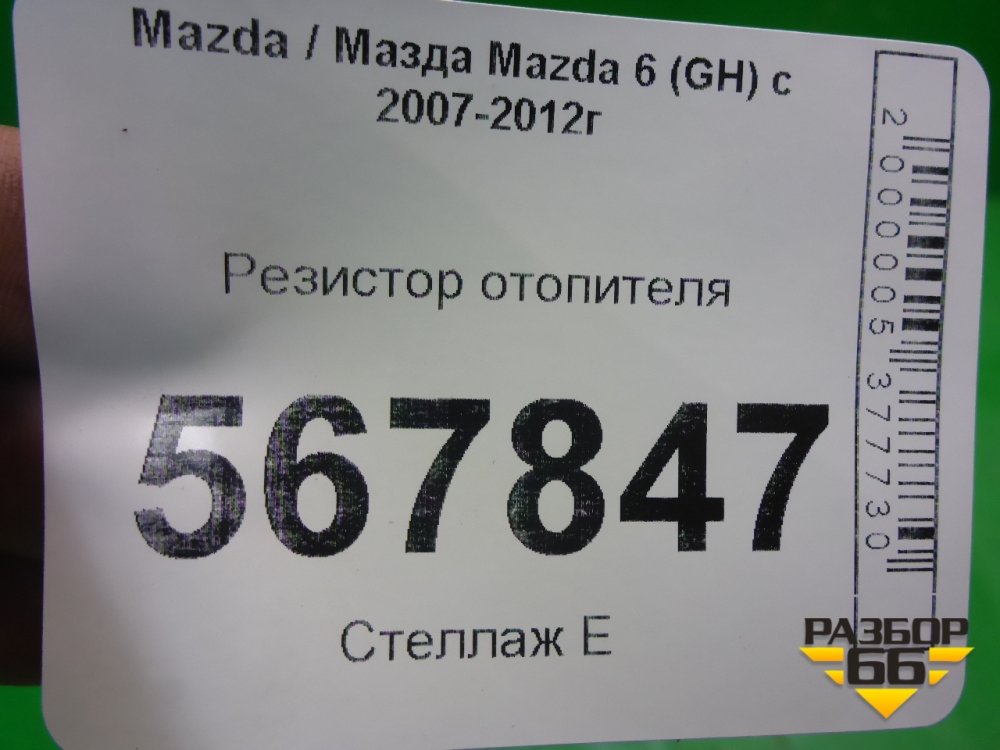 Mazda / Мазда Mazda 6 (GH) с
2007-2012г
Резистор отопителя
567847
Стеллаж Е
2000005377730
РАЗБОР
66